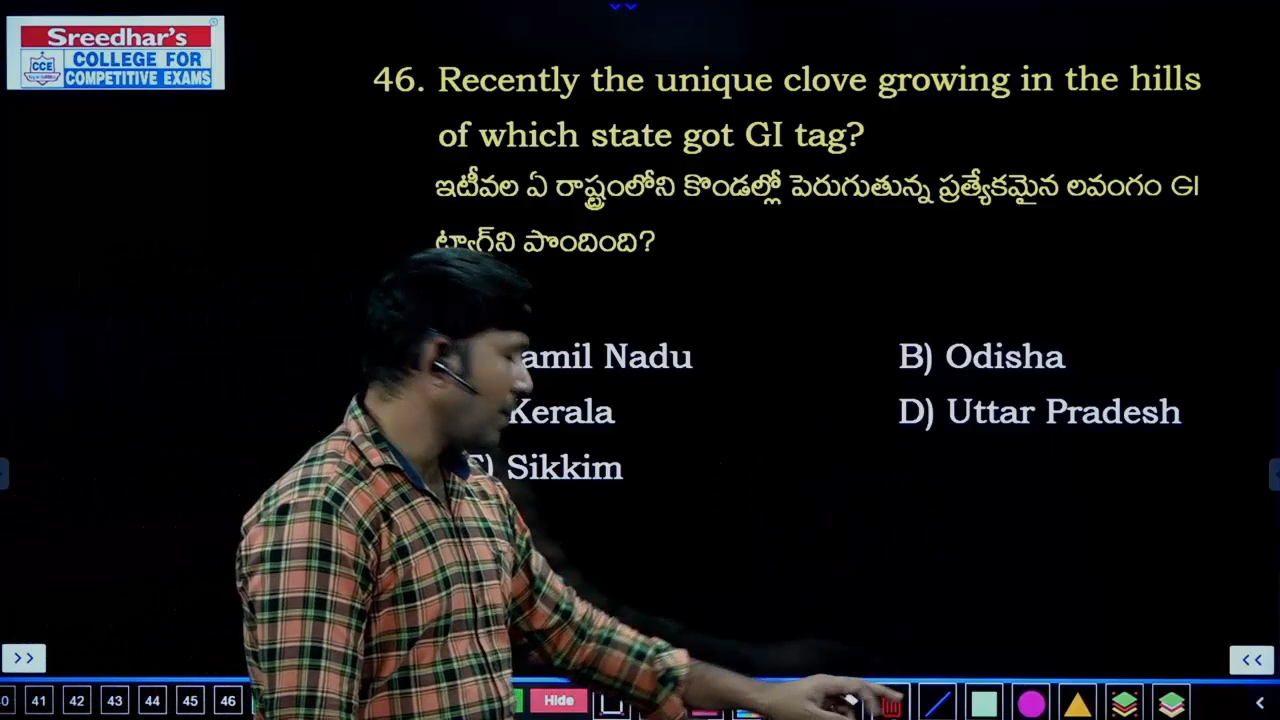 Sreedhar's
CCE
COLLEGE FOR
COMPETITIVE EXAMS
46. Recently the unique clove growing in the hills
of which state got GI tag?
ఇటీవల ఏ రాష్ట్రంలోని కొండల్లో పెరుగుతున్న ప్రత్యేకమైన లవంగం GI
ట్యాగ్‌ని పొందింది?
amil Nadu
B) Odisha
Kerala
D) Uttar Pradesh
) Sikkim
>>
<<
41 42 43 44 45 46
Hide
<